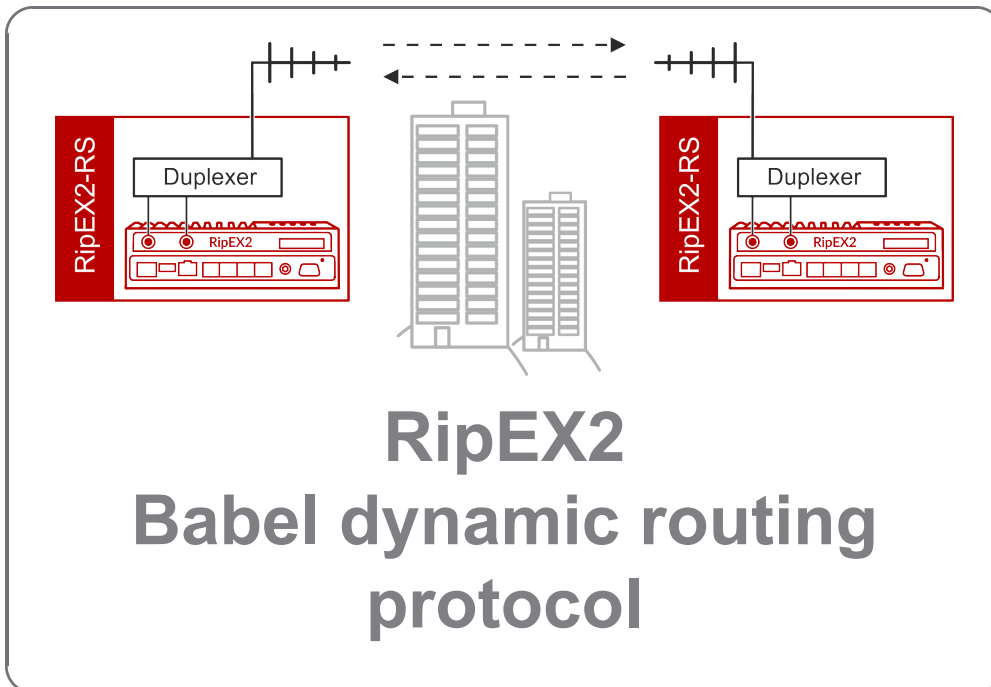 RipEX2-RS
Duplexer
RipEX2
RipEX2-RS
Duplexer
RipEX2
RipEX2
Babel dynamic routing
protocol